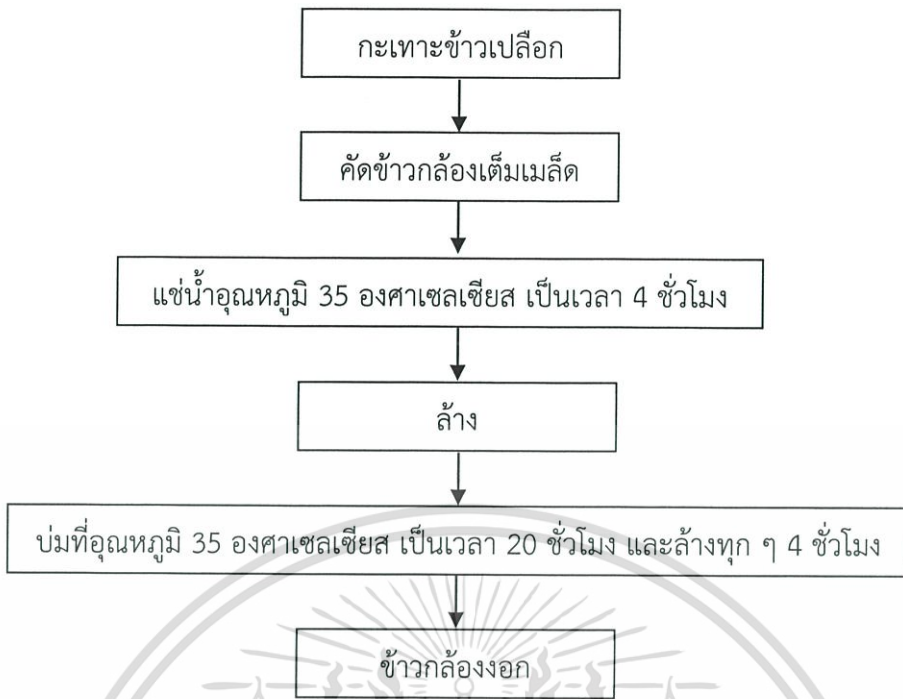 กะเทาะข้าวเปลือก
คัดข้าวกล้องเต็มเมล็ด
แช่น้ำอุณหภูมิ 35 องศาเซลเซียส เป็นเวลา 4 ชั่วโมง
ล้าง
บ่มที่อุณหภูมิ 35 องศาเซลเซียส เป็นเวลา 20 ชั่วโมง และล้างทุก ๆ 4 ชั่วโมง
ข้าวกล้องงอก